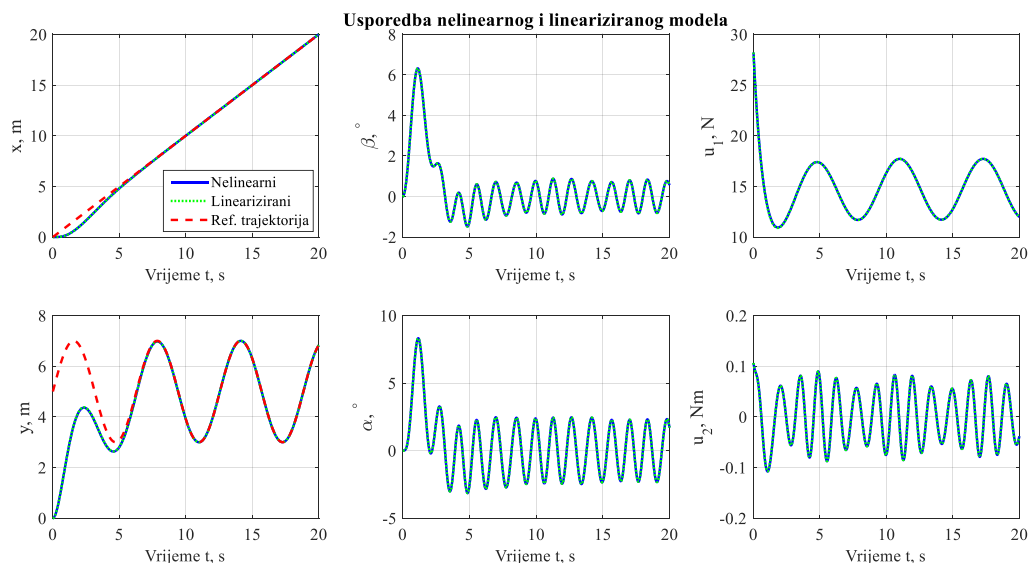 Usporedba nelinearnog i lineariziranog modela
20
15
10
5
0
x, m
Nelinearni
Linearizirani
Ref. trajektorija
0 5 10 15 20
Vrijeme t, s
8
6
4
2
0
-2
β, °
0 5 10 15 20
Vrijeme t, s
30
25
20
15
10
u₁, N
0 5 10 15 20
Vrijeme t, s
8
6
4
2
0
y, m
0 5 10 15 20
Vrijeme t, s
10
5
0
-5
α, °
0 5 10 15 20
Vrijeme t, s
0.2
0.1
0
-0.1
-0.2
u₂, Nm
0 5 10 15 20
Vrijeme t, s